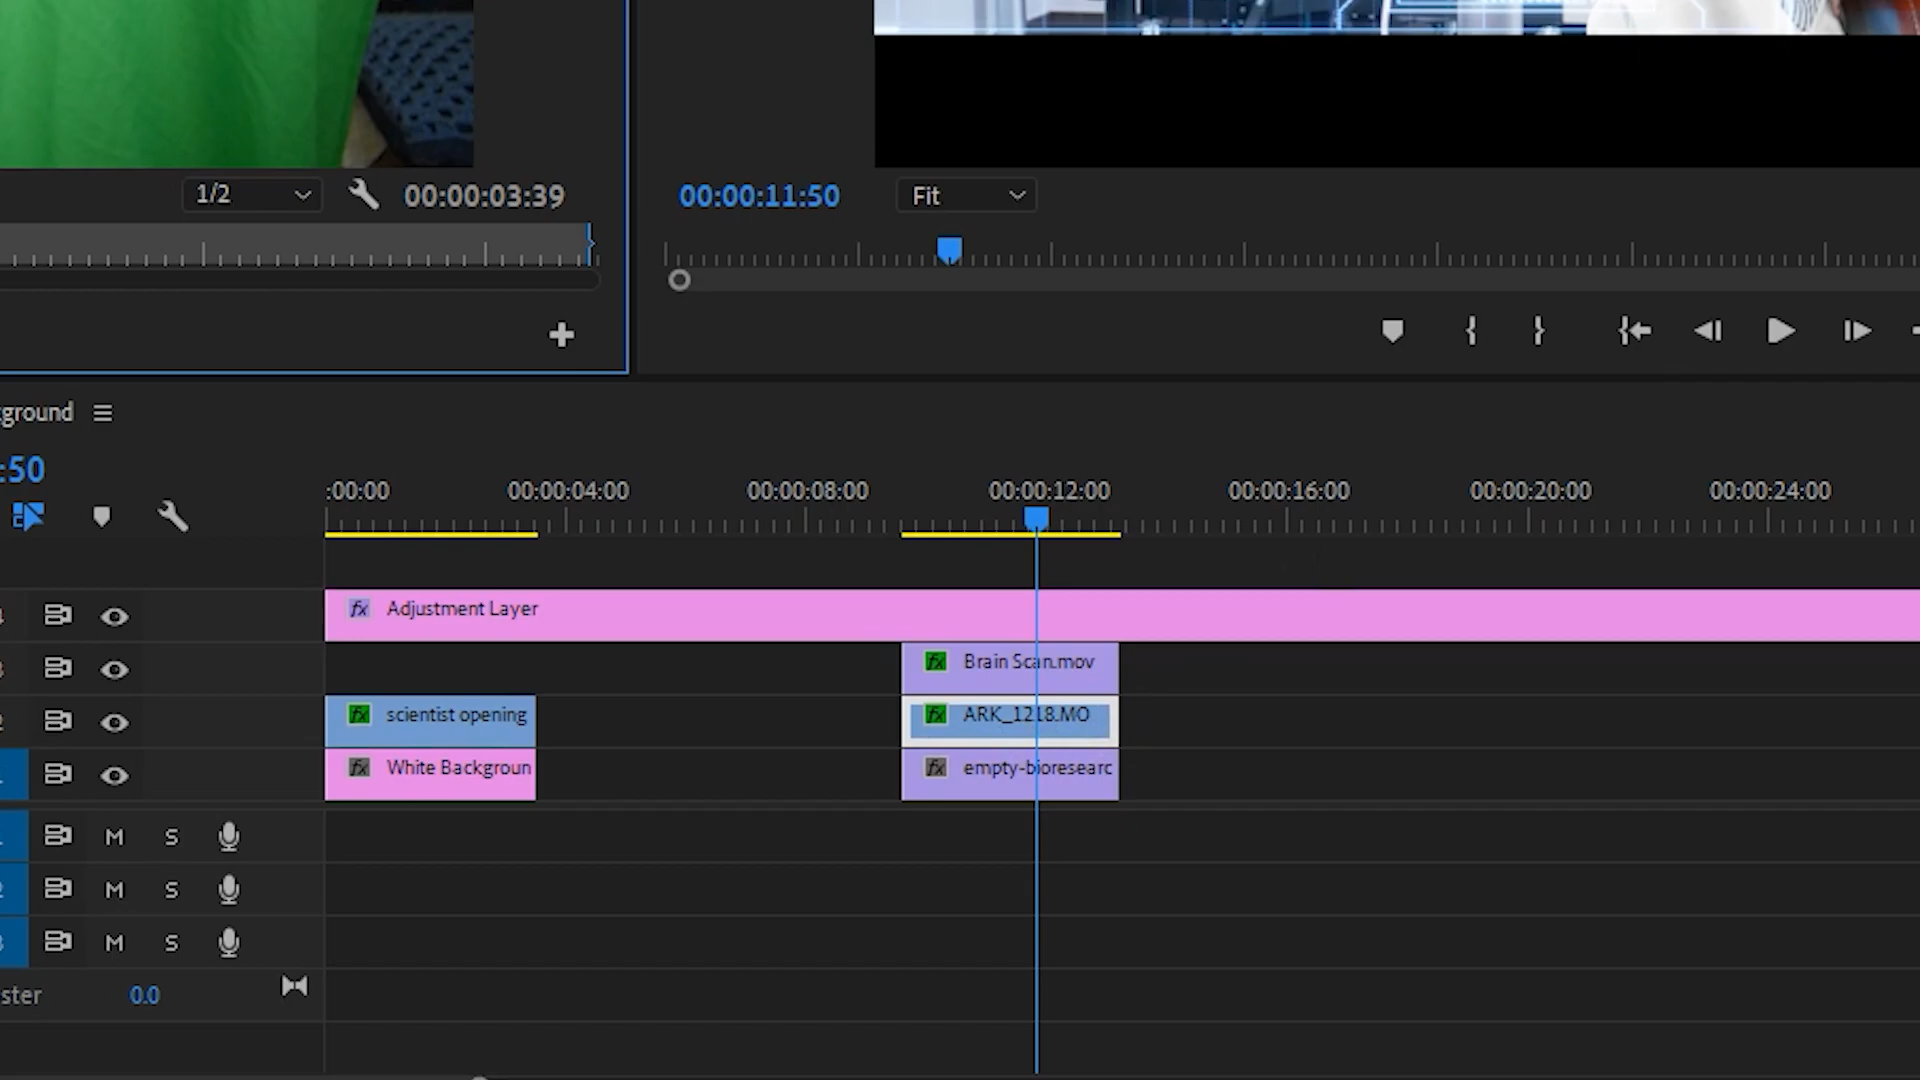 1/2
00:00:03:39
00:00:11:50
Fit
ground
:50
:00:00
00:00:04:00
00:00:08:00
00:00:12:00
00:00:16:00
00:00:20:00
00:00:24:00
fx Adjustment Layer
fx Brain Scan.mov
fx scientist opening
fx ARK_1218.MO
fx White Backgroun
fx empty-bioresearc
M S
M S
M S
ster 0.0